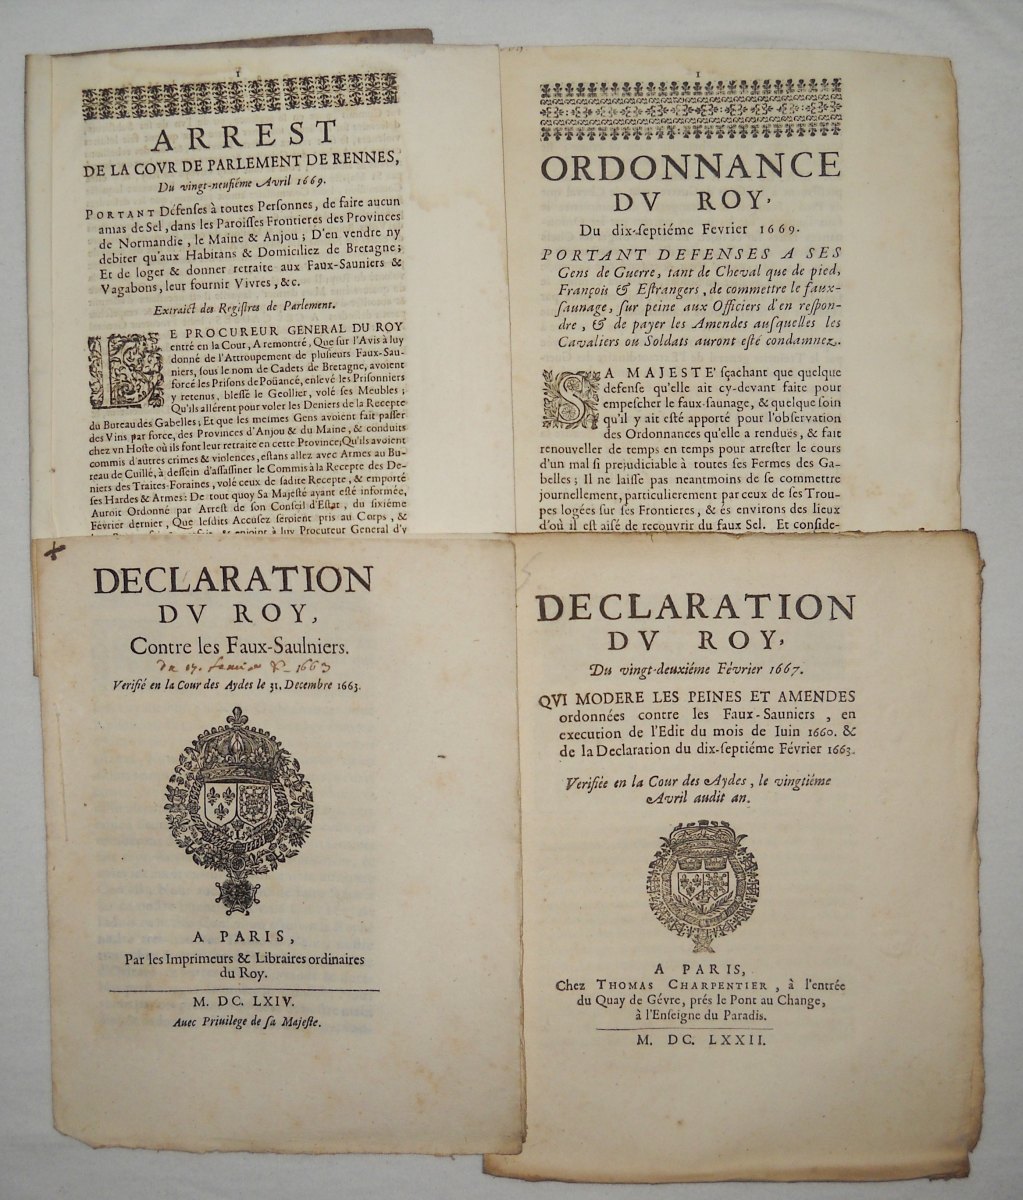 1
ARREST
DE LA COVR DE PARLEMENT DE RENNES,
Du vingt-neufiéme Avril 1669.
PORTANT Défenſes à toutes Perſonnes, de faire aucun
amas de Sel, dans les Paroiſſes Frontieres des Provinces
de Normandie, le Maine & Anjou; D'en vendre ny
debiter qu'aux Habitans & Domiciliez de Bretagne;
Et de loger & donner retraite aux Faux-Sauniers &
Vagabons, leur fournir Vivres, &c.
Extraict des Regiſtres de Parlement.
LE PROCUREUR GENERAL DU ROY
entré en la Cour, A remontré, Que ſur l'Avis à luy
donné de l'Attroupement de pluſieurs Faux-Sau-
niers, ſous le nom de Cadets de Bretagne, avoient
forcé les Priſons de Poüancé, enlevé les Priſonniers
y retenus, bleſſé le Geollier, volé ſes Meubles;
Qu'ils allérent pour voler les Deniers de la Recepte
du Bureau des Gabelles; Et que les meſmes Gens avoient fait paſſer
des Vins par force, des Provinces d'Anjou & du Maine, & conduits
chez vn Hoſte où ils font leur retraite en cette Province; Qu'ils avoient
commis d'autres crimes & violences, eſtans allez avec Armes au Bu-
reau de Cuillé, à deſſein d'aſſaſſiner le Commis à la Recepte des De-
niers des Traites-Foraines, volé ceux de ſadite Recepte, & emporté
ſes Hardes & Armes: De tout quoy Sa Majeſté ayant eſté informée,
Auroit Ordonné par Arreſt de ſon Conſeil d'Eſtat, du ſixiéme
Février dernier, Que leſdits Accuſez ſeroient pris au Corps, &
& enjoint à luy Procureur General d'y
1
ORDONNANCE
DV ROY,
Du dix-ſeptiéme Fevrier 1669.
PORTANT DEFENSES A SES
Gens de Guerre, tant de Cheval que de pied,
François & Eſtrangers, de commettre le faux-
ſaunage, ſur peine aux Officiers d'en reſpon-
dre, & de payer les Amendes auſquelles les
Cavaliers ou Soldats auront eſté condamnez.
SA MAJESTE' ſçachant que quelque
defenſe qu'elle ait cy-devant faite pour
empeſcher le faux-ſaunage, & quelque ſoin
qu'il y ait eſté apporté pour l'obſervation
des Ordonnances qu'elle a renduës, & fait
renouveller de temps en temps pour arreſter le cours
d'un mal ſi prejudiciable à toutes ſes Fermes des Ga-
belles; Il ne laiſſe pas neantmoins de ſe commettre
journellement, particulierement par ceux de ſes Trou-
pes logées ſur ſes Frontieres, & és environs des lieux
d'où il eſt aiſé de recouvrir du faux Sel. Et conſide-
DECLARATION
DV ROY,
Contre les Faux-Saulniers.
du 17. 1663
Verifié en la Cour des Aydes le 31. Decembre 1663.
A PARIS,
Par les Imprimeurs & Libraires ordinaires
du Roy.
M. DC. LXIV.
Auec Priuilege de ſa Majeſte.
DECLARATION
DV ROY,
Du vingt-deuxiéme Février 1667.
QVI MODERE LES PEINES ET AMENDES
ordonnées contre les Faux-Sauniers, en
execution de l'Edit du mois de Iuin 1660. &
de la Declaration du dix-ſeptiéme Février 1663.
Verifiée en la Cour des Aydes, le vingtiéme
Avril audit an.
A PARIS,
Chez THOMAS CHARPENTIER, à l'entrée
du Quay de Gévre, prés le Pont au Change,
à l'Enſeigne du Paradis.
M. DC. LXXII.